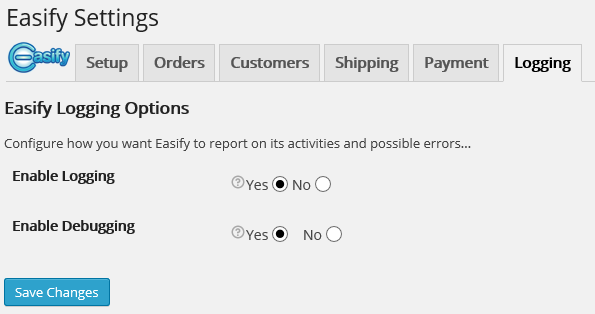 Easify Settings
Easify Setup Orders Customers Shipping Payment Logging
Easify Logging Options
Configure how you want Easify to report on its activities and possible errors...
Enable Logging ? Yes No
Enable Debugging ? Yes No
Save Changes